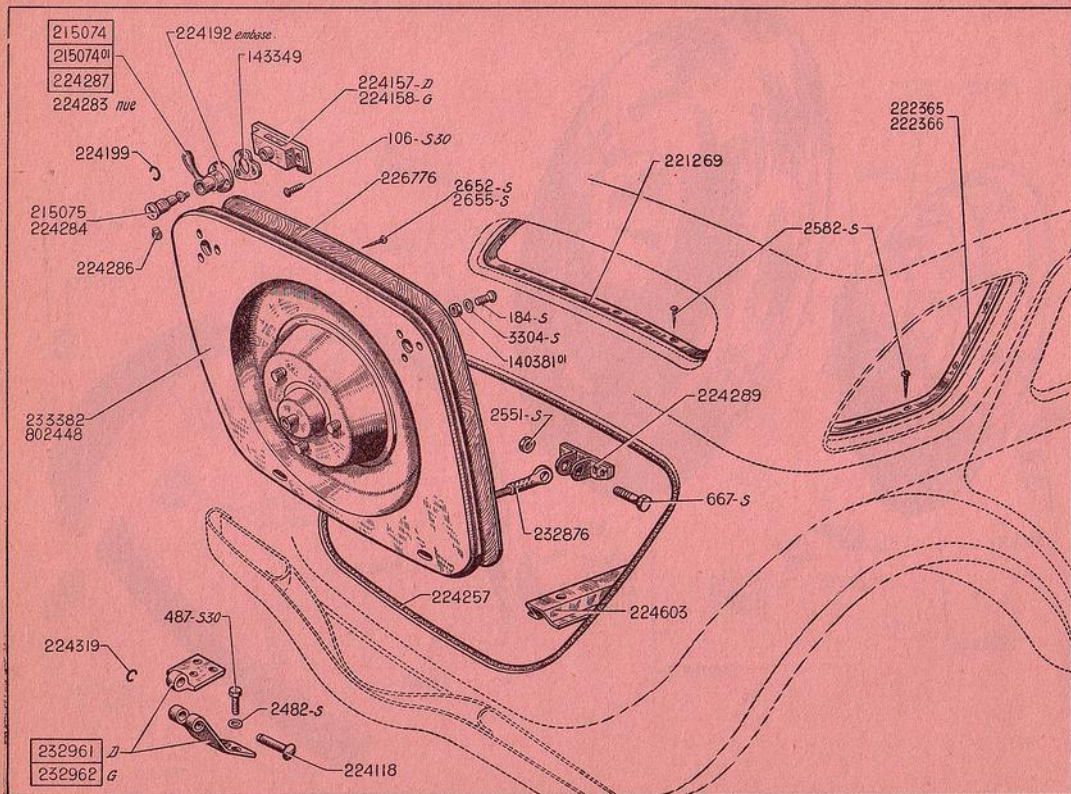 215074
215074⁰¹
224287
224283 nue
224192 embase.
143349
224157-D
224158-G
224199
106-S30
226776
2652-S
2655-S
221269
222365
222366
215075
224284
224286
2582-S
184-S
3304-S
140381⁰¹
224289
233382
802448
2551-S
667-S
232876
224257
224603
487-S30
224319
2482-S
232961 D
232962 G
224118